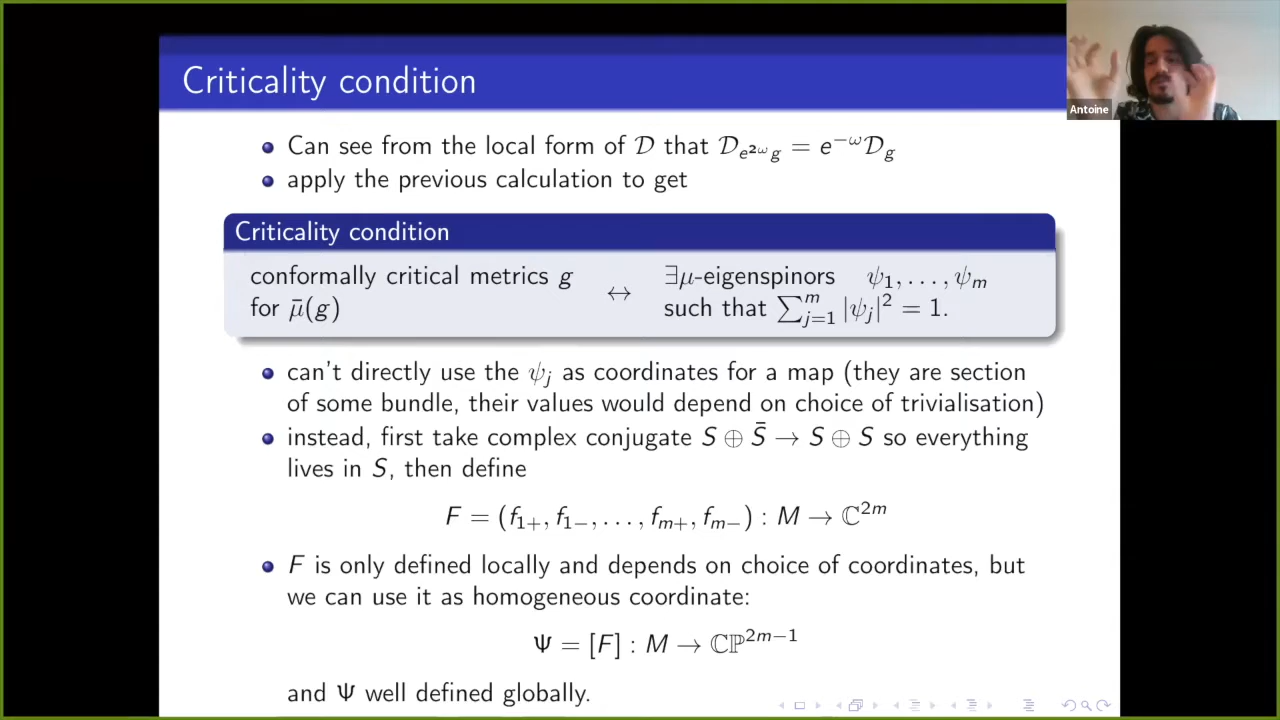 Criticality condition
Antoine
Can see from the local form of 𝒟 that 𝒟_{e^{2ω}g} = e^{−ω}𝒟_g
apply the previous calculation to get
Criticality condition
conformally critical metrics g ↔ ∃μ-eigenspinors ψ₁, …, ψₘ
for μ̄(g) such that ∑_{j=1}^{m} |ψ_j|² = 1.
can't directly use the ψ_j as coordinates for a map (they are section
of some bundle, their values would depend on choice of trivialisation)
instead, first take complex conjugate S ⊕ S̄ → S ⊕ S so everything
lives in S, then define
F = (f_{1+}, f_{1−}, …, f_{m+}, f_{m−}) : M → ℂ^{2m}
F is only defined locally and depends on choice of coordinates, but
we can use it as homogeneous coordinate:
Ψ = [F] : M → ℂℙ^{2m−1}
and Ψ well defined globally.